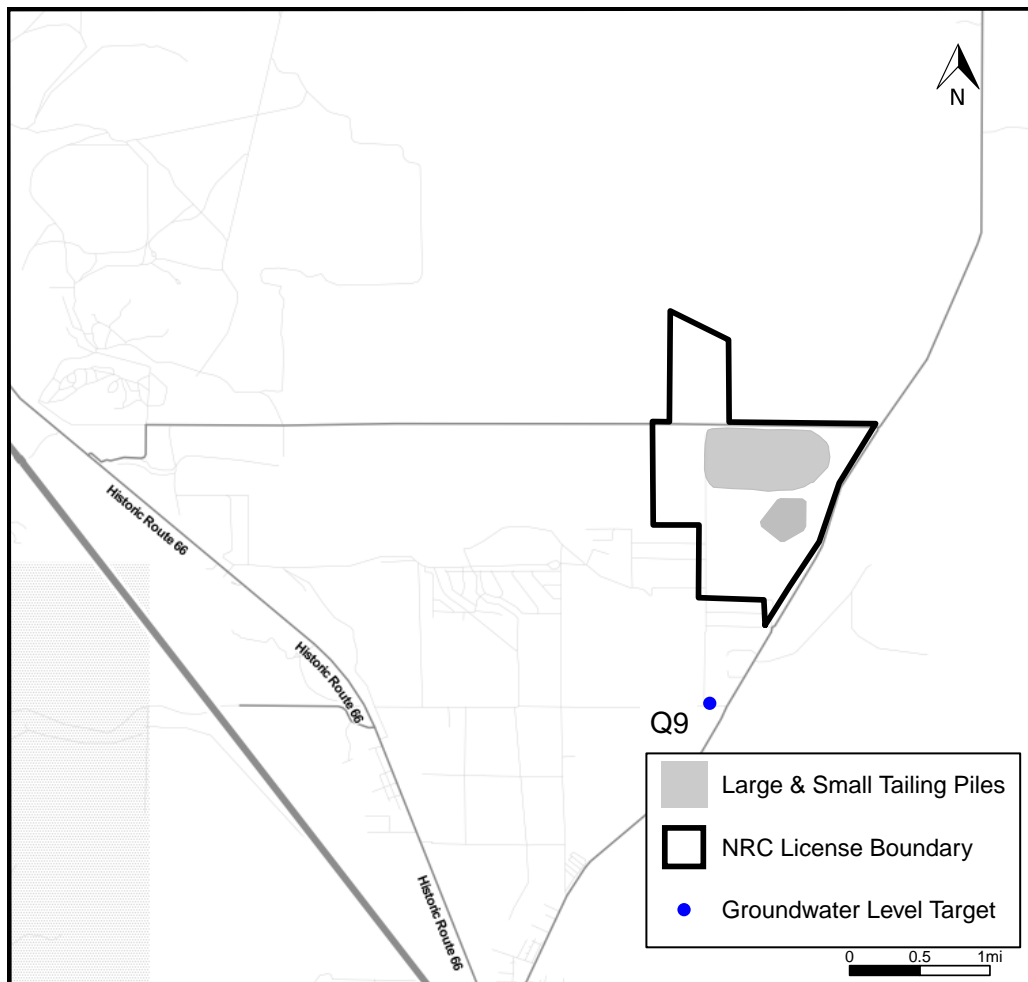 N
Historic Route 66
Historic Route 66
Q9
Historic Route 66
Large & Small Tailing Piles
NRC License Boundary
Groundwater Level Target
0 0.5 1mi